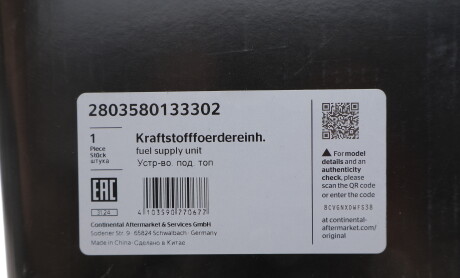 2803580133302
1
Piece
Stück
штука
Kraftstofffoerdereinh.
fuel supply unit
Устр-во. под. топ
EAC
3124
4103590770677
Continental Aftermarket & Services GmbH
Sodener Str. 9 · 65824 Schwalbach · Germany
Made in China · Сделано в Китае
For model
details and an
authenticity
check, please
scan the QR code
or enter the code
8CV6NXDWFG38
at continental-
aftermarket.com/
original